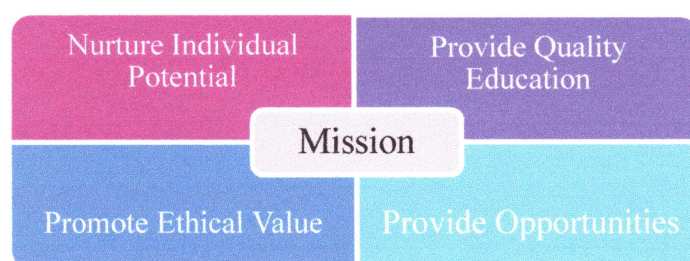 Nurture Individual
Potential
Provide Quality
Education
Mission
Promote Ethical Value
Provide Opportunities